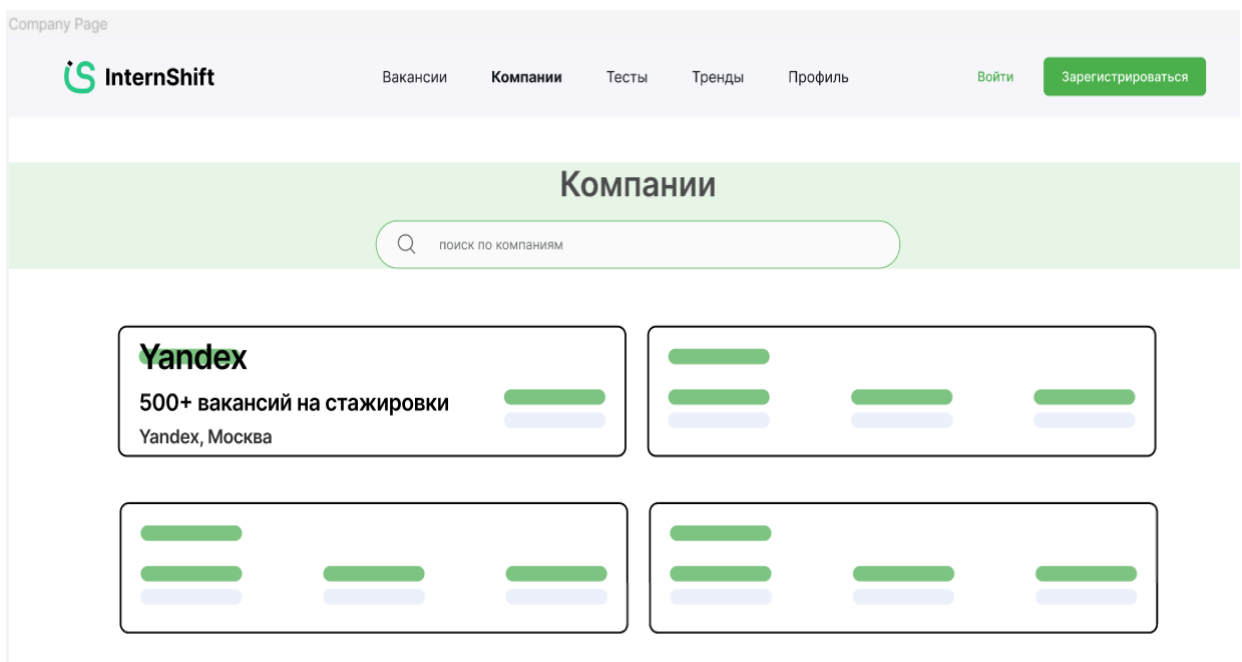 Company Page
InternShift
Вакансии Компании Тесты Тренды Профиль Войти Зарегистрироваться
Компании
поиск по компаниям
Yandex
500+ вакансий на стажировки
Yandex, Москва